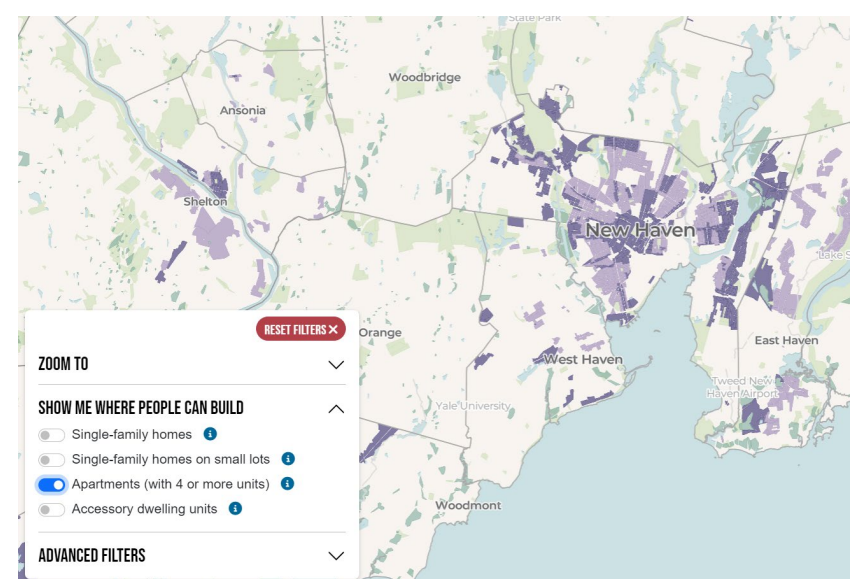 State Park
Woodbridge
Ansonia
Shelton
New Haven
Lake S
RESET FILTERS X
Orange
East Haven
ZOOM TO
West Haven
Tweed New
Haven Airport
SHOW ME WHERE PEOPLE CAN BUILD
Yale University
Single-family homes i
Single-family homes on small lots i
Apartments (with 4 or more units) i
Accessory dwelling units i
Woodmont
ADVANCED FILTERS